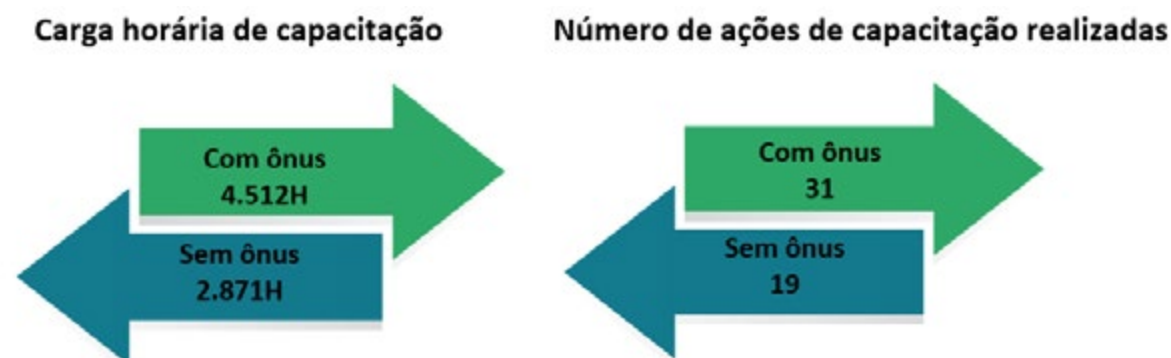 Carga horária de capacitação
Com ônus
4.512H
Sem ônus
2.871H
Número de ações de capacitação realizadas
Com ônus
31
Sem ônus
19